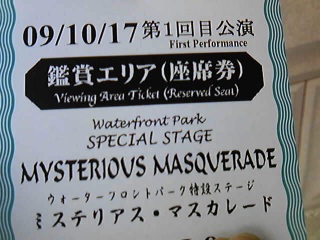 09/10/17 第1回目公演
First Performance
鑑賞エリア(座席券)
Viewing Area Ticket (Reserved Seat)
Waterfront Park
SPECIAL STAGE
MYSTERIOUS MASQUERADE
ウォーターフロントパーク特設ステージ
ミステリアス・マスカレード